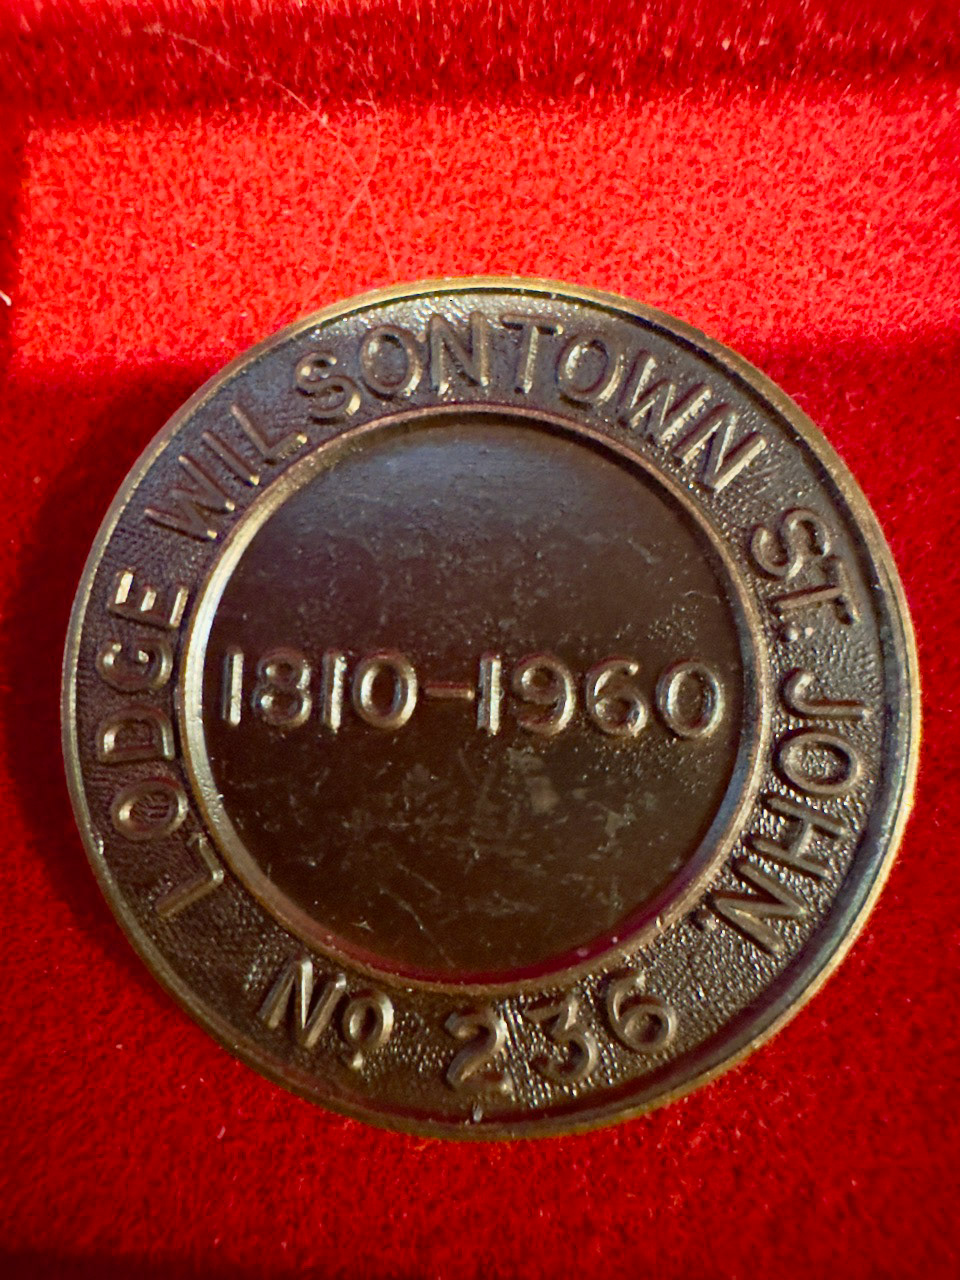 LODGE WILSONTOWN ST. JOHN
1810-1960
Nº 236